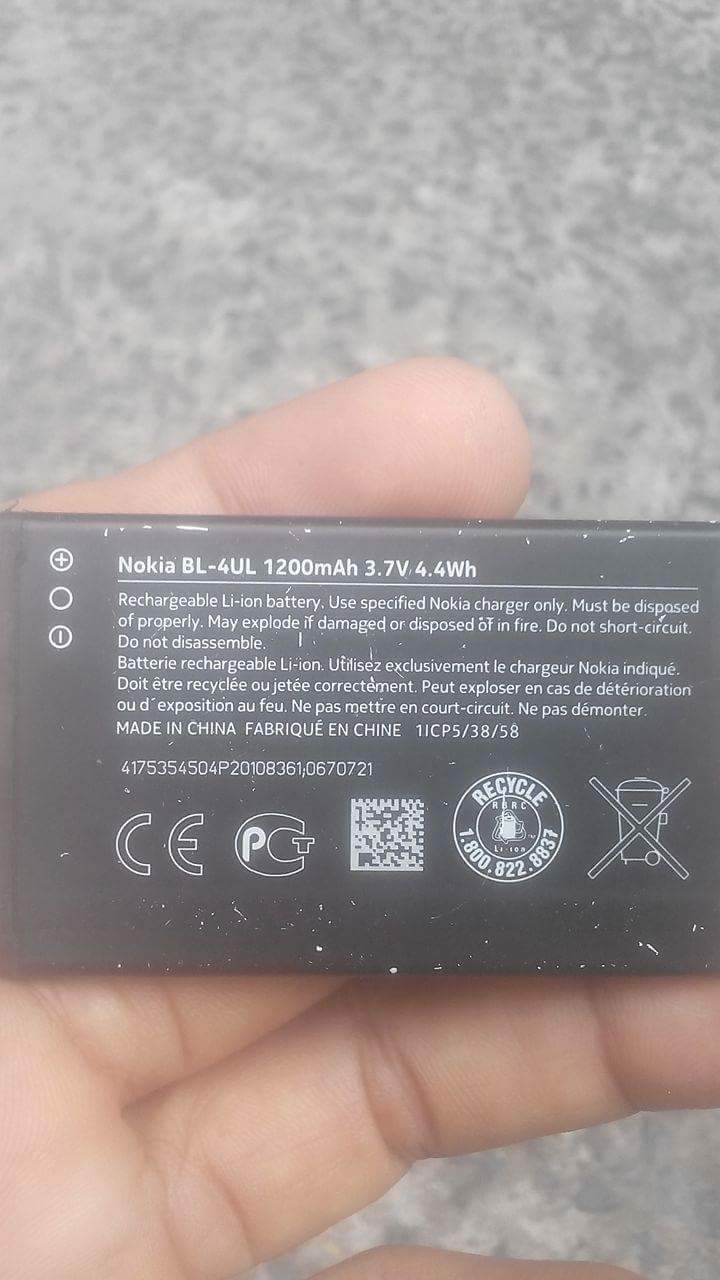 Nokia BL-4UL 1200mAh 3.7V 4.4Wh
Rechargeable Li-ion battery. Use specified Nokia charger only. Must be disposed
of properly. May explode if damaged or disposed of in fire. Do not short-circuit.
Do not disassemble.
Batterie rechargeable Li-ion. Utilisez exclusivement le chargeur Nokia indiqué.
Doit être recyclée ou jetée correctement. Peut exploser en cas de détérioration
ou d´exposition au feu. Ne pas mettre en court-circuit. Ne pas démonter.
MADE IN CHINA FABRIQUÉ EN CHINE 1ICP5/38/58
4175354504P20108361;0670721
CE
PCT
RECYCLE
RBRC
Li-ion
1.800.822.8837